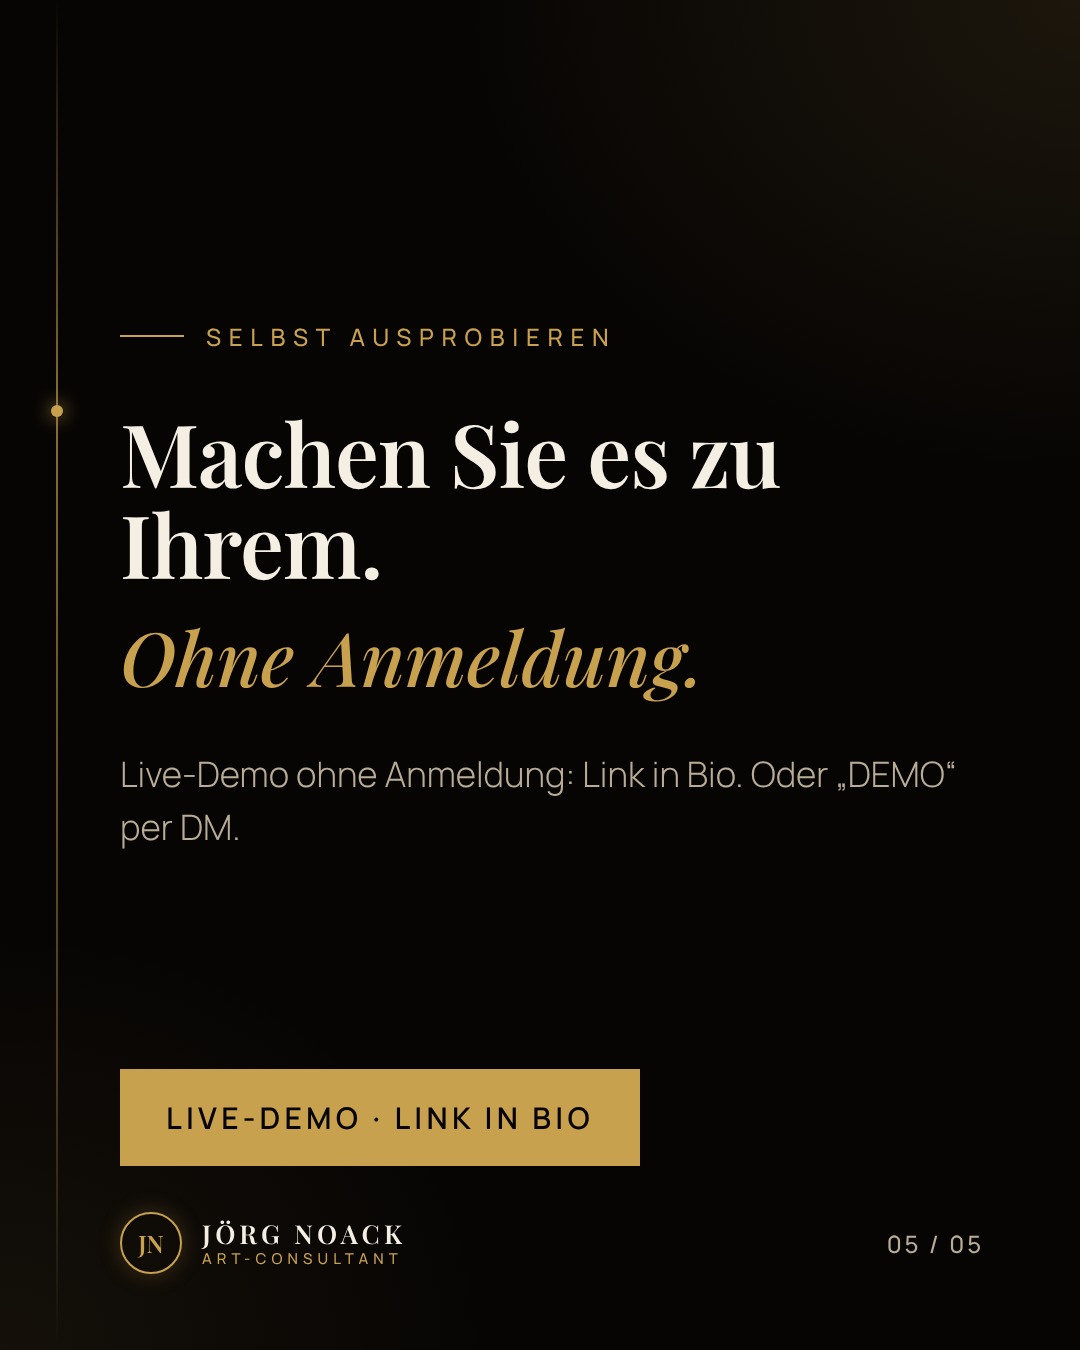 SELBST AUSPROBIEREN
Machen Sie es zu
Ihrem.
Ohne Anmeldung.
Live-Demo ohne Anmeldung: Link in Bio. Oder „DEMO“
per DM.
LIVE-DEMO · LINK IN BIO
JN
JÖRG NOACK
ART-CONSULTANT
05 / 05